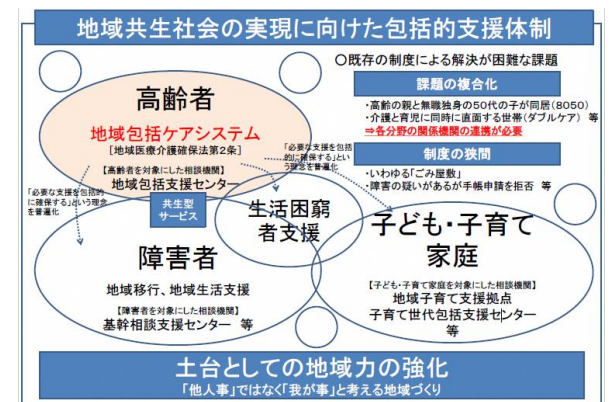 地域共生社会の実現に向けた包括的支援体制
〇既存の制度による解決が困難な課題
課題の複合化
・高齢の親と無職独身の50代の子が同居(8050)
・介護と育児に同時に直面する世帯(ダブルケア) 等
⇒各分野の関係機関の連携が必要
制度の狭間
・いわゆる「ごみ屋敷」
・障害の疑いがあるが手帳申請を拒否 等
高齢者
地域包括ケアシステム
[地域医療介護確保法第2条]
【高齢者を対象にした相談機関】
地域包括支援センター
「必要な支援を包括
的に確保する」とい
う理念を普遍化
「必要な支援を包括的
に確保する」という理念
を普遍化
共生型
サービス
生活困窮
者支援
障害者
地域移行、地域生活支援
【障害者を対象にした相談機関】
基幹相談支援センター 等
子ども・子育て
家庭
【子ども・子育て家庭を対象にした相談機関】
地域子育て支援拠点
子育て世代包括支援センター
等
土台としての地域力の強化
「他人事」ではなく「我が事」と考える地域づくり